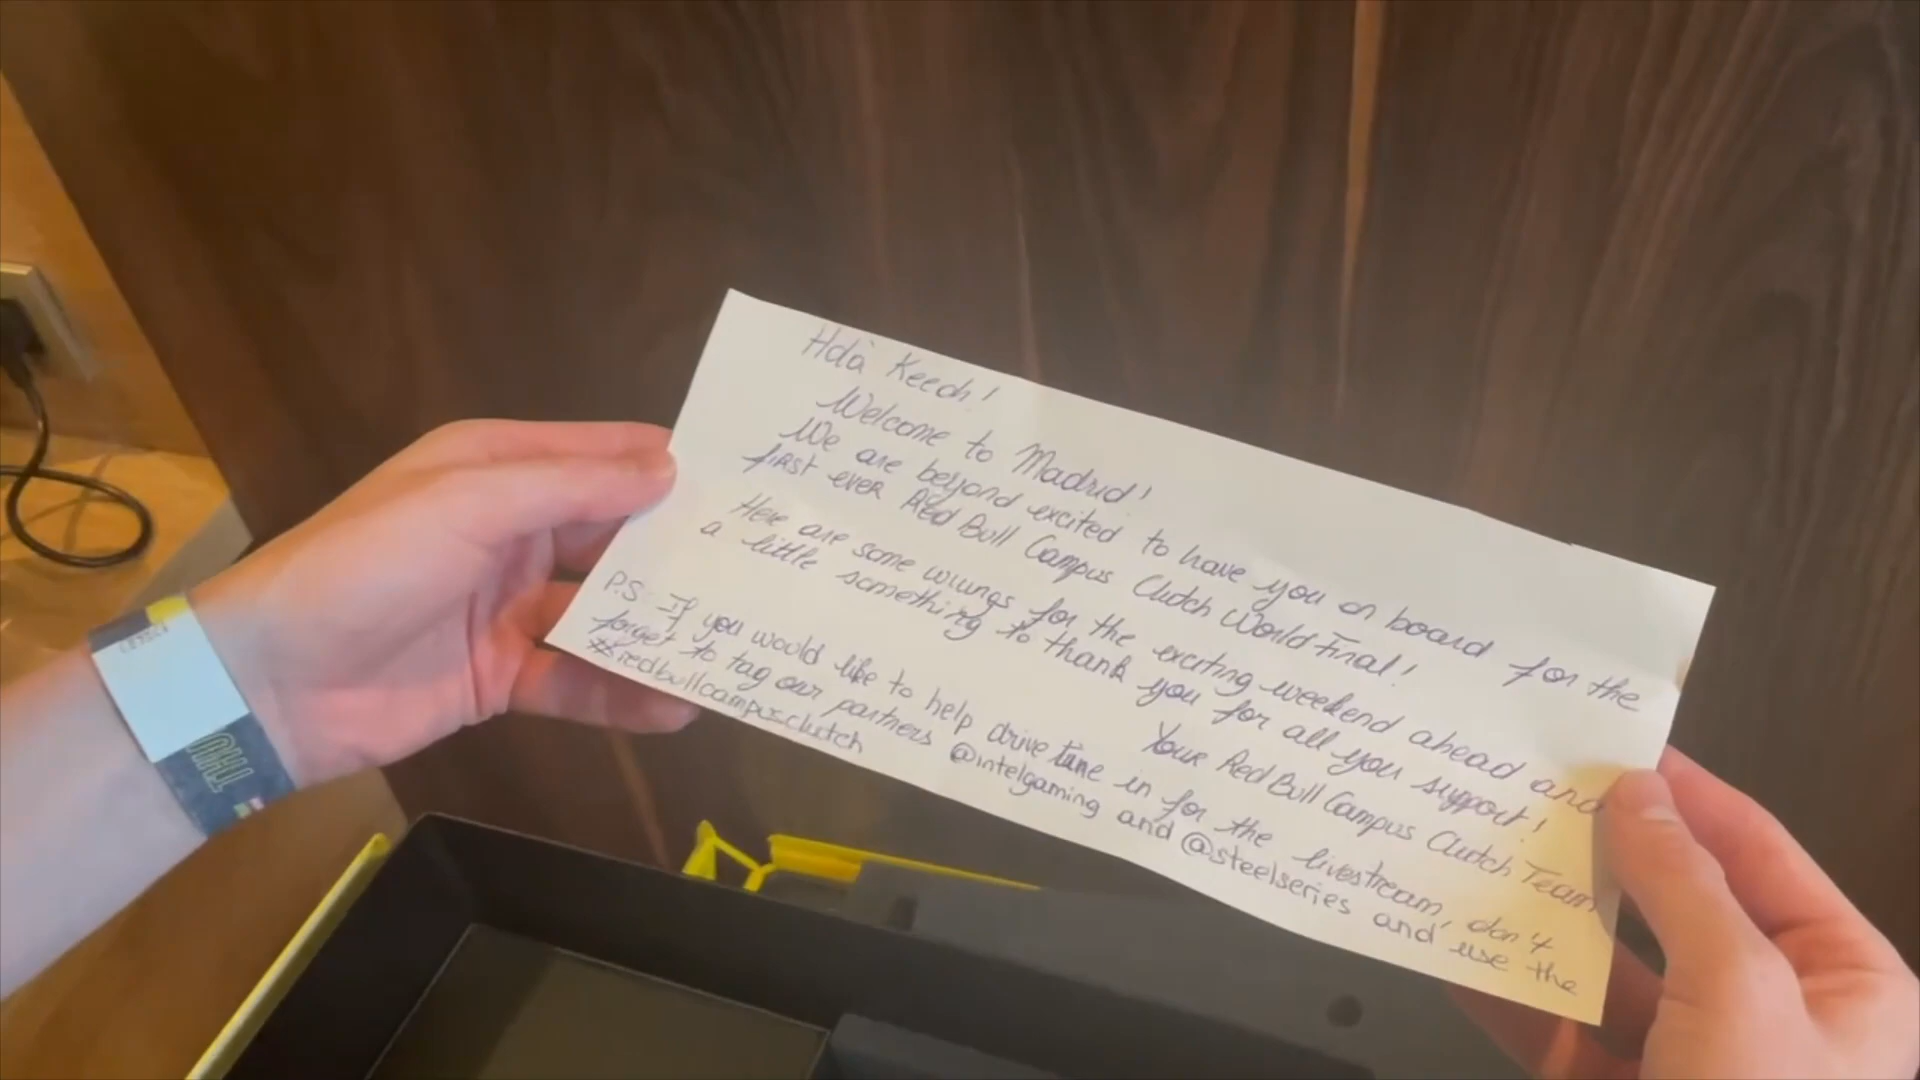 Hola Keeoh!
Welcome to Madrid!
We are beyond excited to have you on board for the
first ever Red Bull Campus Clutch World Final!
Here are some wiings for the exciting weekend ahead and
a little something to thank you for all you support!
Your Red Bull Campus Clutch Team
P.S: If you would like to help drive tune in for the livestream, don't
forget to tag our partners @intelgaming and @steelseries and use the
#redbullcampusclutch